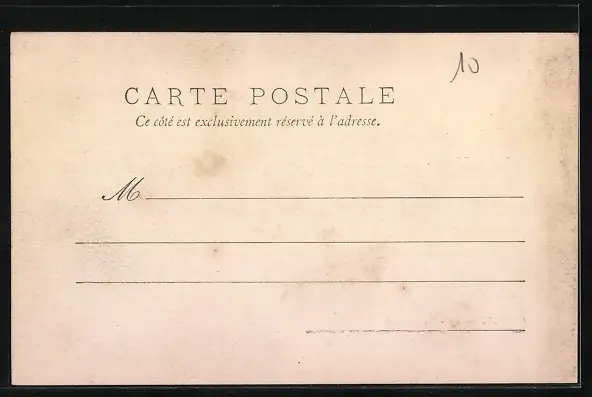 10
CARTE POSTALE
Ce côté est exclusivement réservé à l'adresse.
M